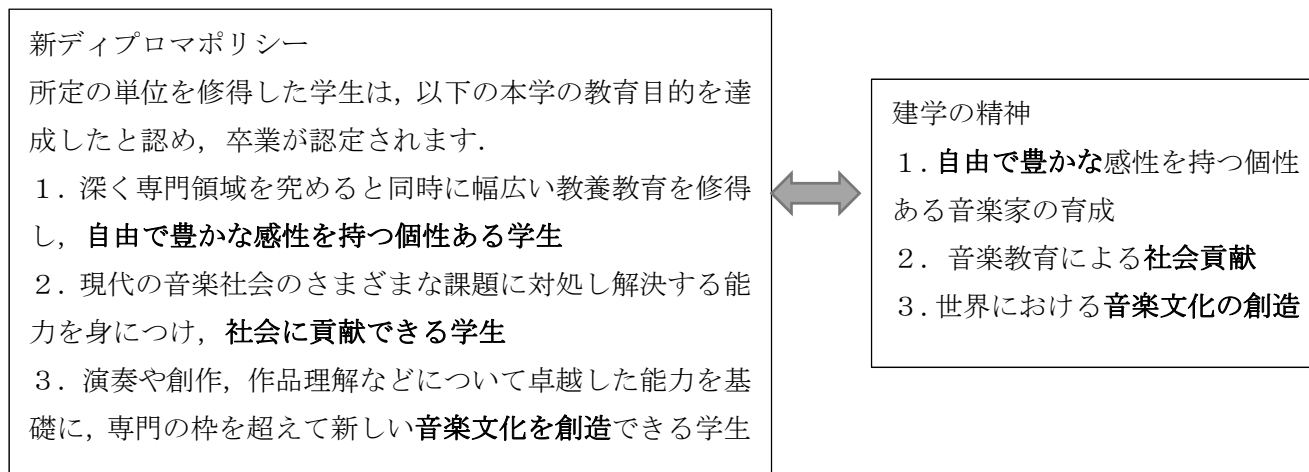 新ディプロマポリシー
所定の単位を修得した学生は，以下の本学の教育目的を達
成したと認め，卒業が認定されます．
１．深く専門領域を究めると同時に幅広い教養教育を修得
し，自由で豊かな感性を持つ個性ある学生
２．現代の音楽社会のさまざまな課題に対処し解決する能
力を身につけ，社会に貢献できる学生
３．演奏や創作，作品理解などについて卓越した能力を基
礎に，専門の枠を超えて新しい音楽文化を創造できる学生
建学の精神
１．自由で豊かな感性を持つ個性
ある音楽家の育成
２．音楽教育による社会貢献
３．世界における音楽文化の創造